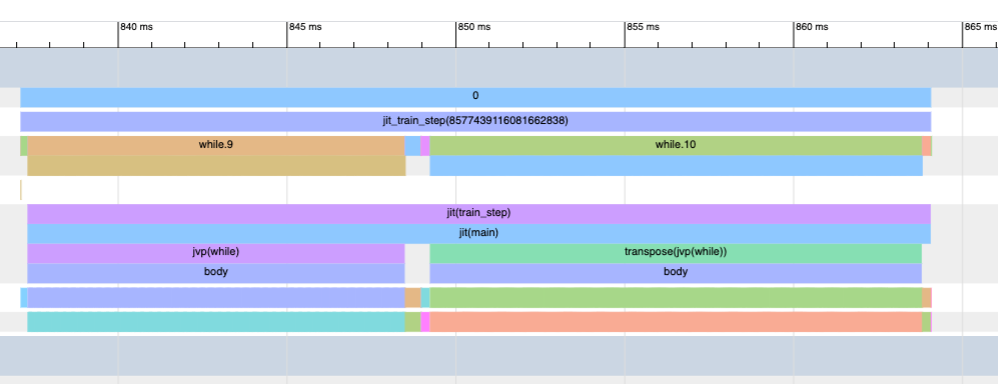 840 ms 845 ms 850 ms 855 ms 860 ms 865 ms
0
jit_train_step(8577439116081662838)
while.9 while.10
jit(train_step)
jit(main)
jvp(while) transpose(jvp(while))
body body